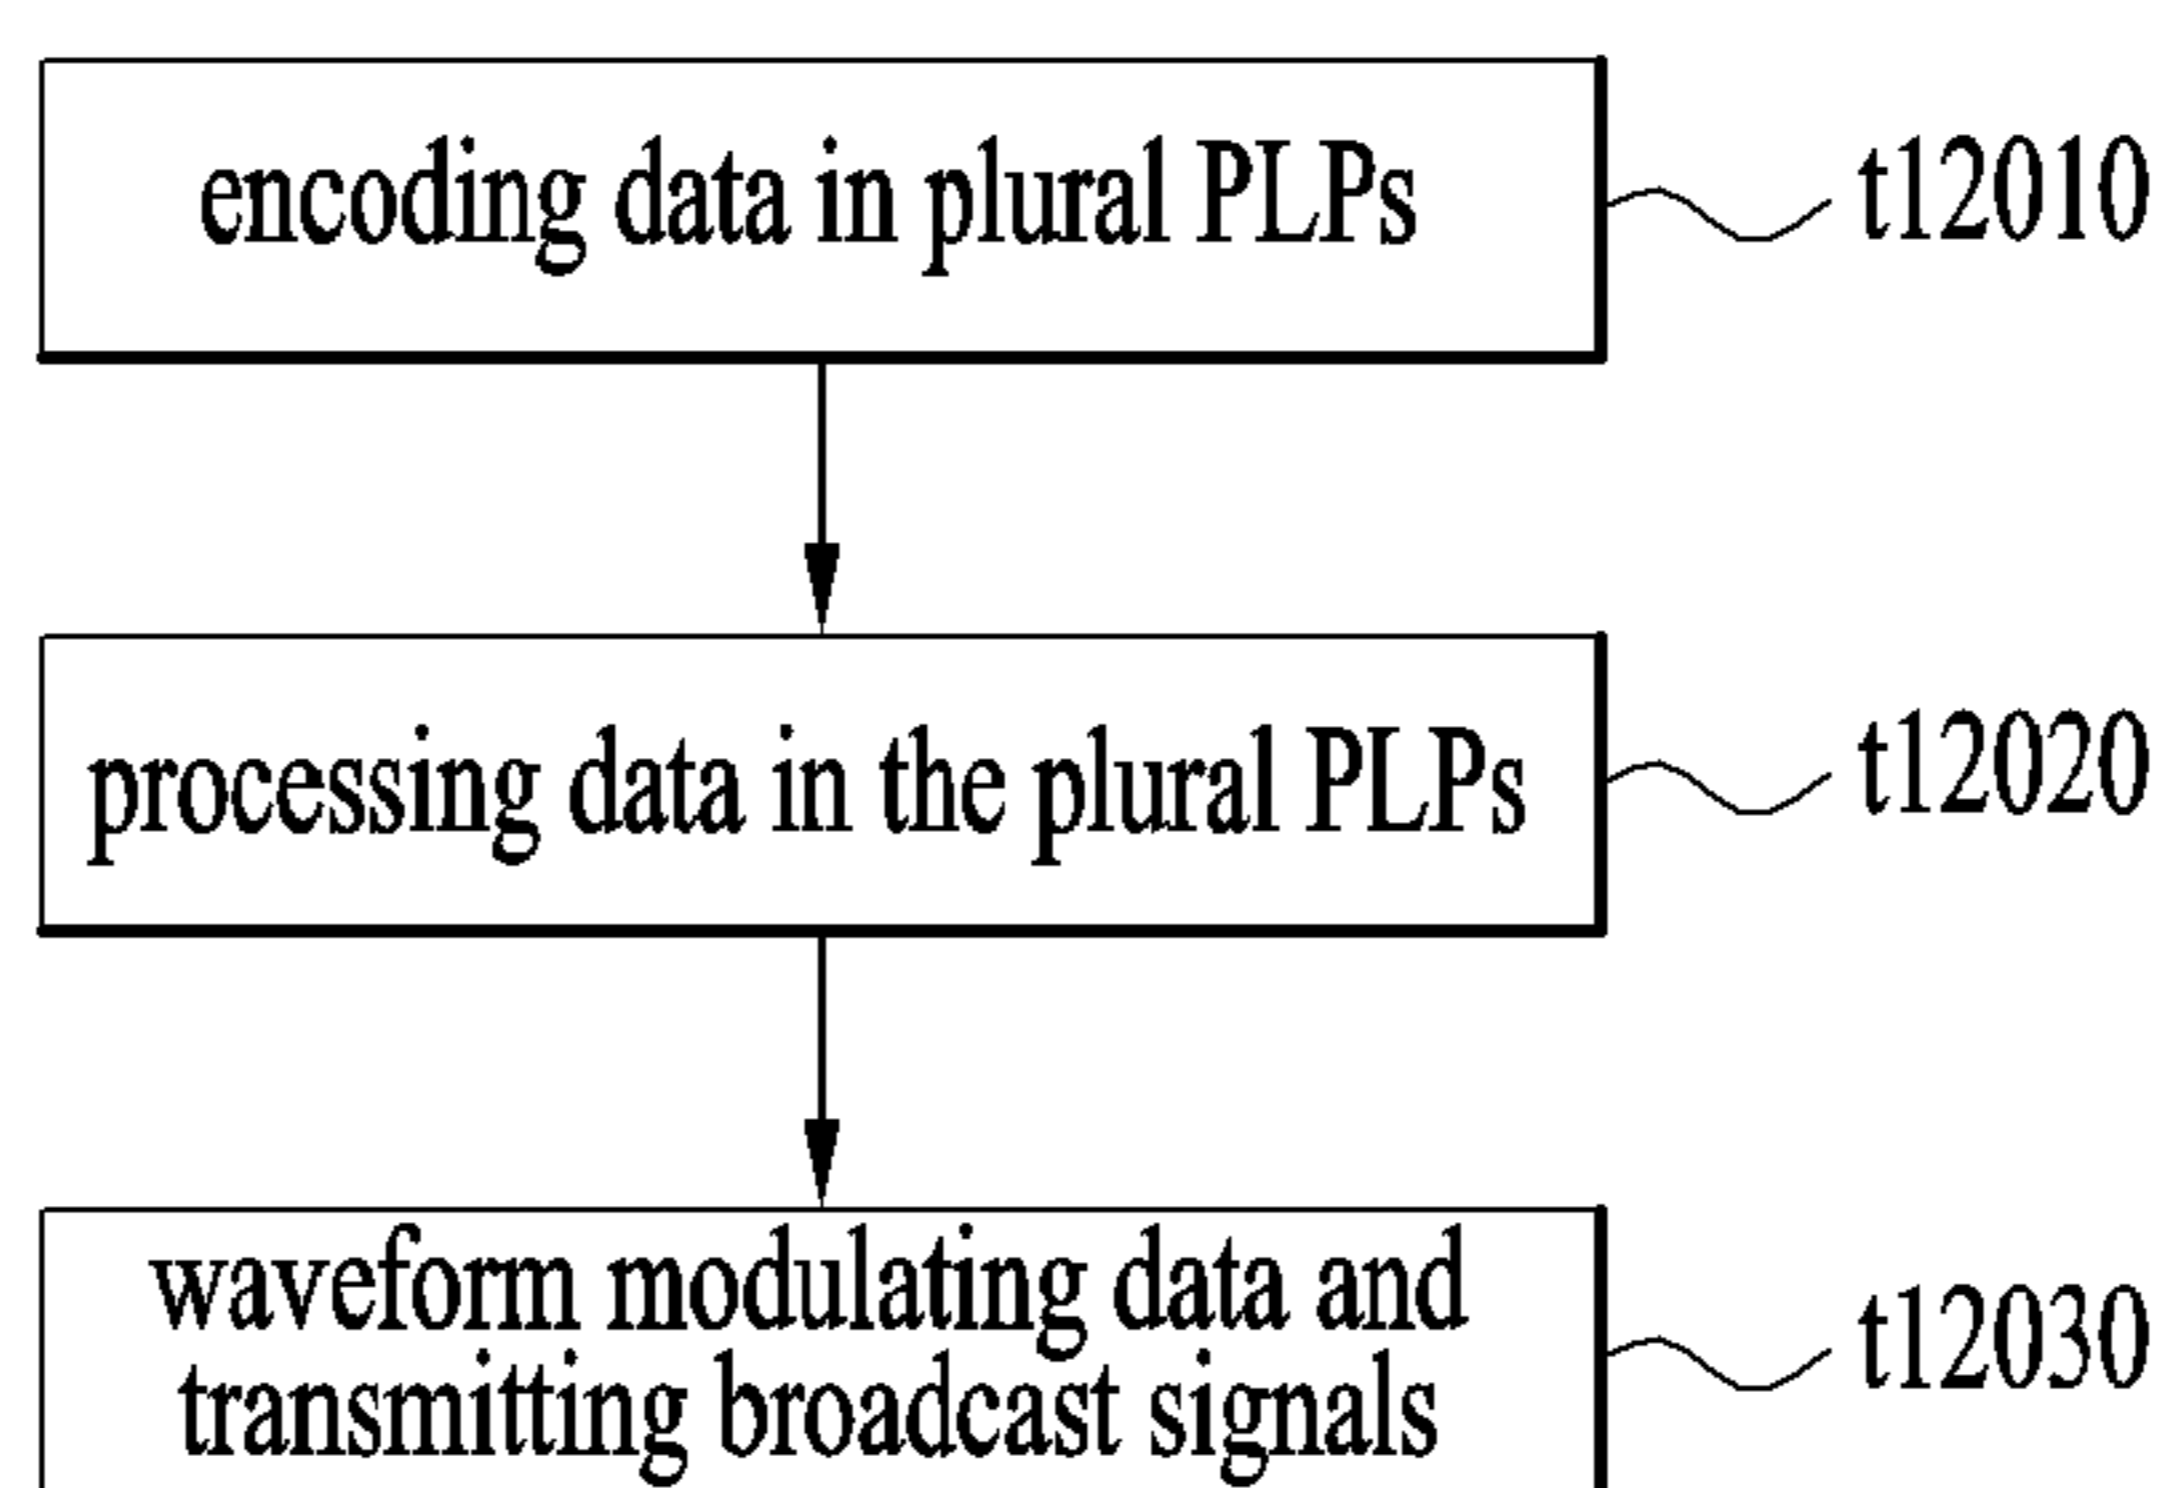 encoding data in plural PLPs
t12010
processing data in the plural PLPs
t12020
waveform modulating data and
transmitting broadcast signals
t12030